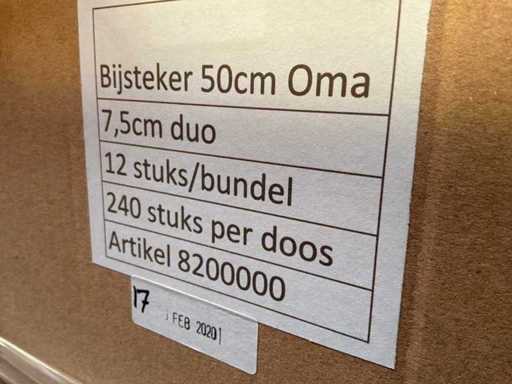 Bijsteker 50cm Oma
7,5cm duo
12 stuks/bundel
240 stuks per doos
Artikel 8200000
17 FEB 2020